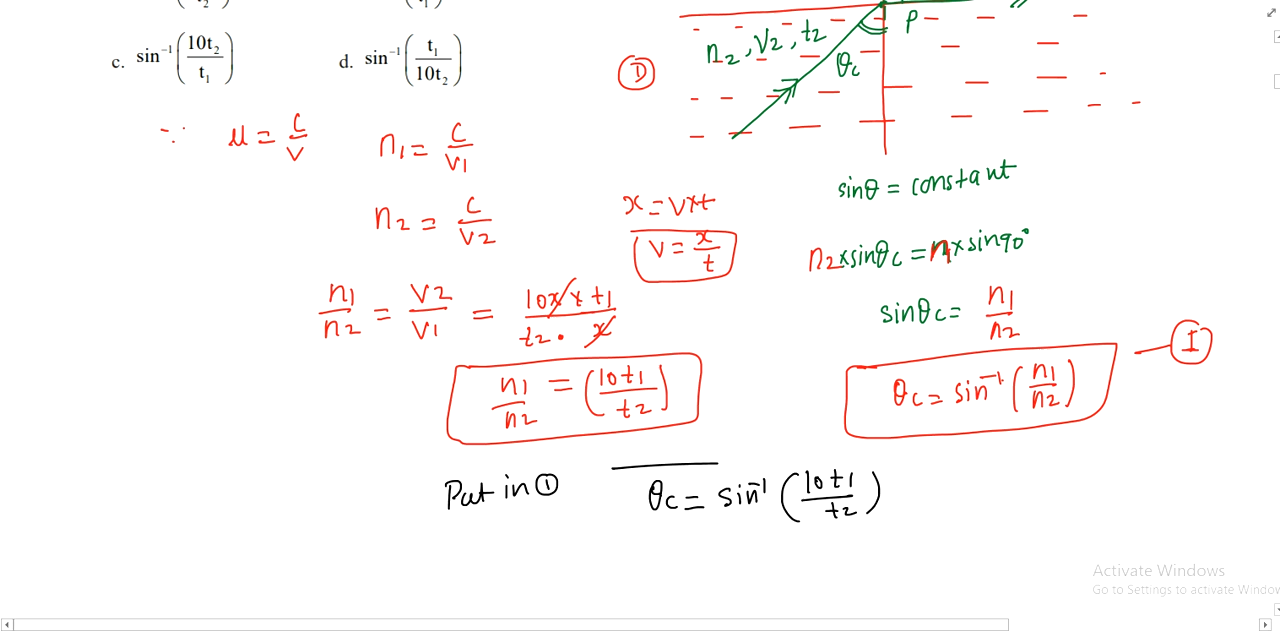 c. sin⁻¹(10t₂/t₁) d. sin⁻¹(t₁/10t₂)
n₂, v₂, t₂
P
θc
D
∵ μ = c/v n₁ = c/v₁
n₂ = c/v₂
x = v×t
v = x/t
sinθ = constant
n₂×sinθc = n₁×sin90°
sinθc = n₁/n₂
n₁/n₂ = v₂/v₁ = 10x × t₁/t₂ · x
θc = sin⁻¹(n₁/n₂) — I
n₁/n₂ = (10t₁/t₂)
Put in ① θc = sin⁻¹(10t₁/t₂)
Activate Windows
Go to Settings to activate Window